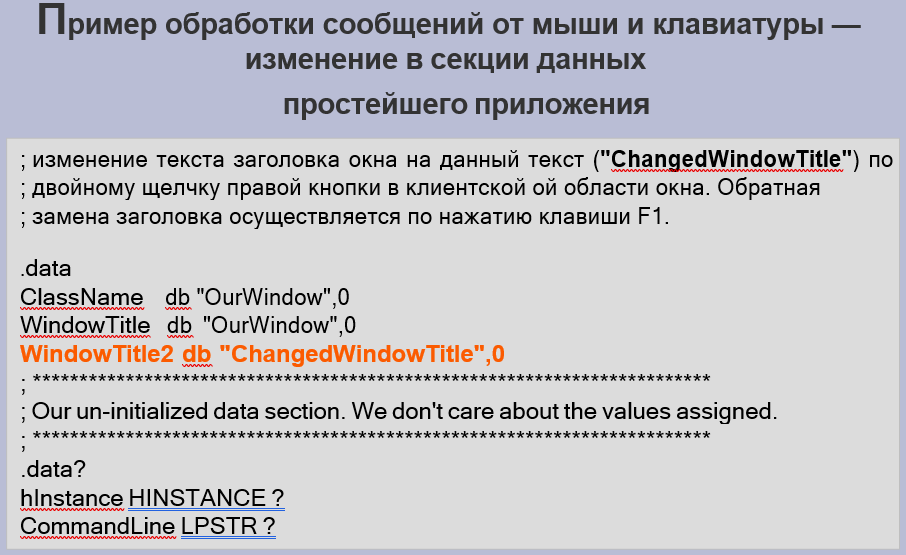 Пример обработки сообщений от мыши и клавиатуры —
изменение в секции данных
простейшего приложения
; изменение текста заголовка окна на данный текст ("ChangedWindowTitle") по
; двойному щелчку правой кнопки в клиентской ой области окна. Обратная
; замена заголовка осуществляется по нажатию клавиши F1.
.data
ClassName db "OurWindow",0
WindowTitle db "OurWindow",0
WindowTitle2 db "ChangedWindowTitle",0
; ************************************************************************
; Our un-initialized data section. We don't care about the values assigned.
; ************************************************************************
.data?
hInstance HINSTANCE ?
CommandLine LPSTR ?